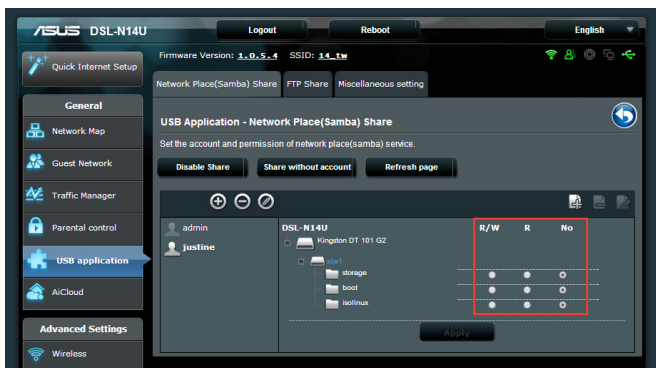 ASUS DSL-N14U Logout Reboot English
Quick Internet Setup
Firmware Version: 1.0.5.4 SSID: 14_tw
Network Place(Samba) Share FTP Share Miscellaneous setting
General
Network Map
Guest Network
Traffic Manager
Parental control
USB application
AiCloud
Advanced Settings
Wireless
USB Application - Network Place(Samba) Share
Set the account and permission of network place(samba) service.
Disable Share Share without account Refresh page
admin
justine
DSL-N14U R/W R No
Kingston DT 101 G2
sda1
storage
boot
isolinux
Apply